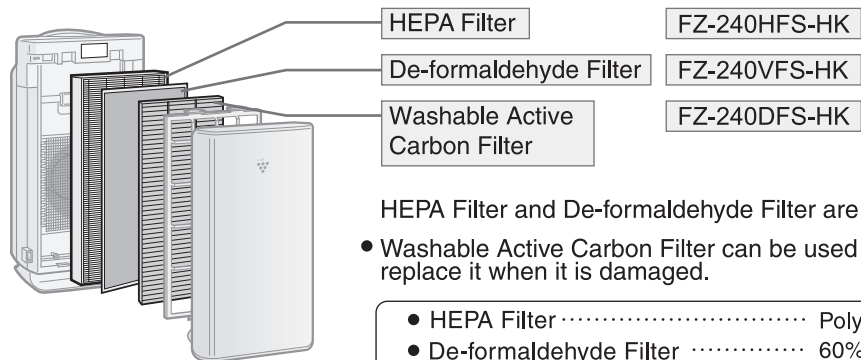 HEPA Filter FZ-240HFS-HK
De-formaldehyde Filter FZ-240VFS-HK
Washable Active FZ-240DFS-HK
Carbon Filter
HEPA Filter and De-formaldehyde Filter are
● Washable Active Carbon Filter can be used
replace it when it is damaged.
● HEPA Filter ····························· Poly
● De-formaldehyde Filter ·············· 60%